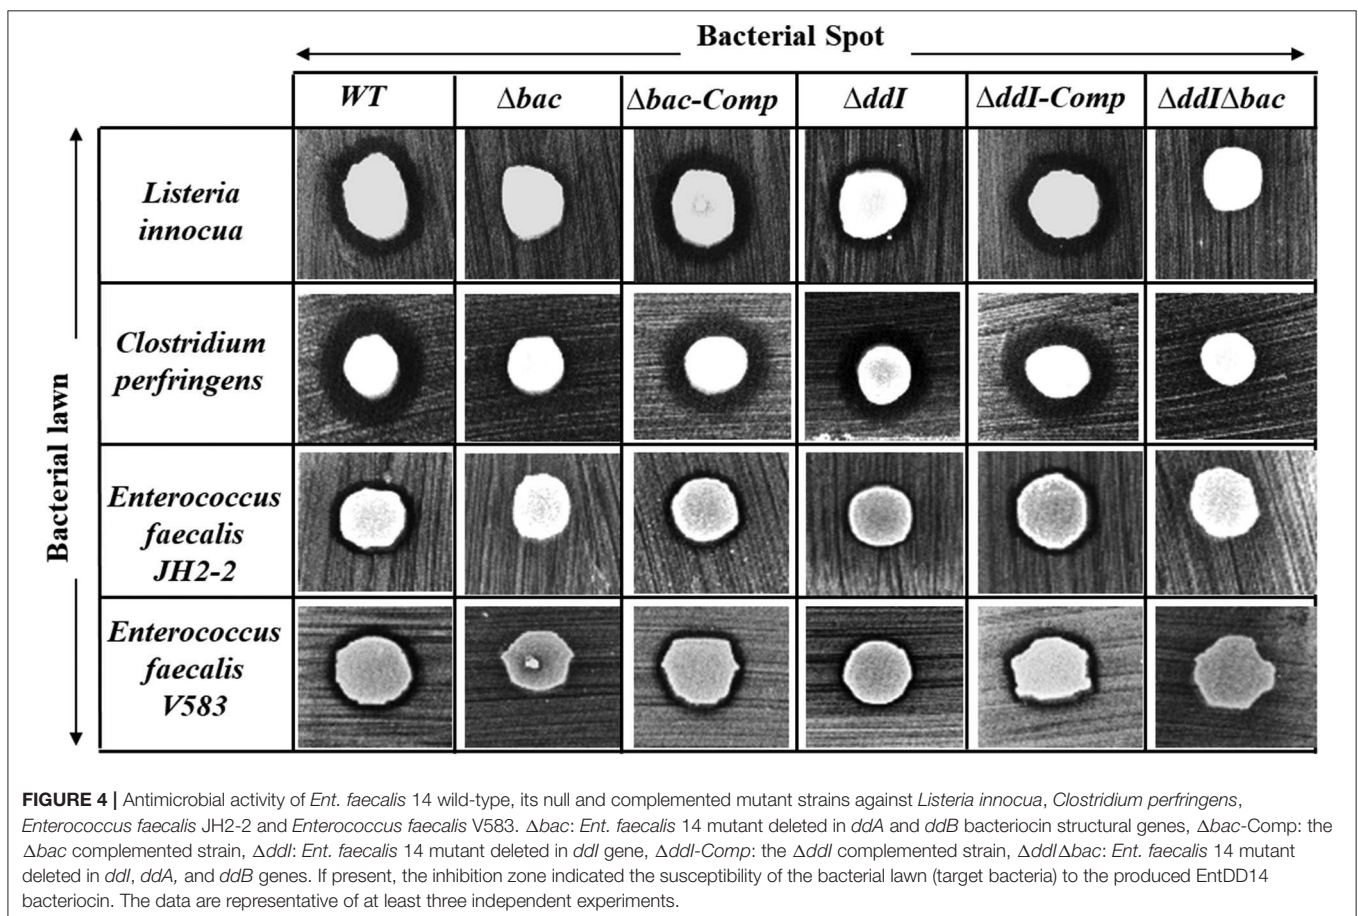 Bacterial Spot
WT Δbac Δbac-Comp ΔddI ΔddI-Comp ΔddIΔbac
Bacterial lawn
Listeria
innocua
Clostridium
perfringens
Enterococcus
faecalis
JH2-2
Enterococcus
faecalis
V583
FIGURE 4 | Antimicrobial activity of Ent. faecalis 14 wild-type, its null and complemented mutant strains against Listeria innocua, Clostridium perfringens,
Enterococcus faecalis JH2-2 and Enterococcus faecalis V583. Δbac: Ent. faecalis 14 mutant deleted in ddA and ddB bacteriocin structural genes, Δbac-Comp: the
Δbac complemented strain, ΔddI: Ent. faecalis 14 mutant deleted in ddI gene, ΔddI-Comp: the ΔddI complemented strain, ΔddIΔbac: Ent. faecalis 14 mutant
deleted in ddI, ddA, and ddB genes. If present, the inhibition zone indicated the susceptibility of the bacterial lawn (target bacteria) to the produced EntDD14
bacteriocin. The data are representative of at least three independent experiments.